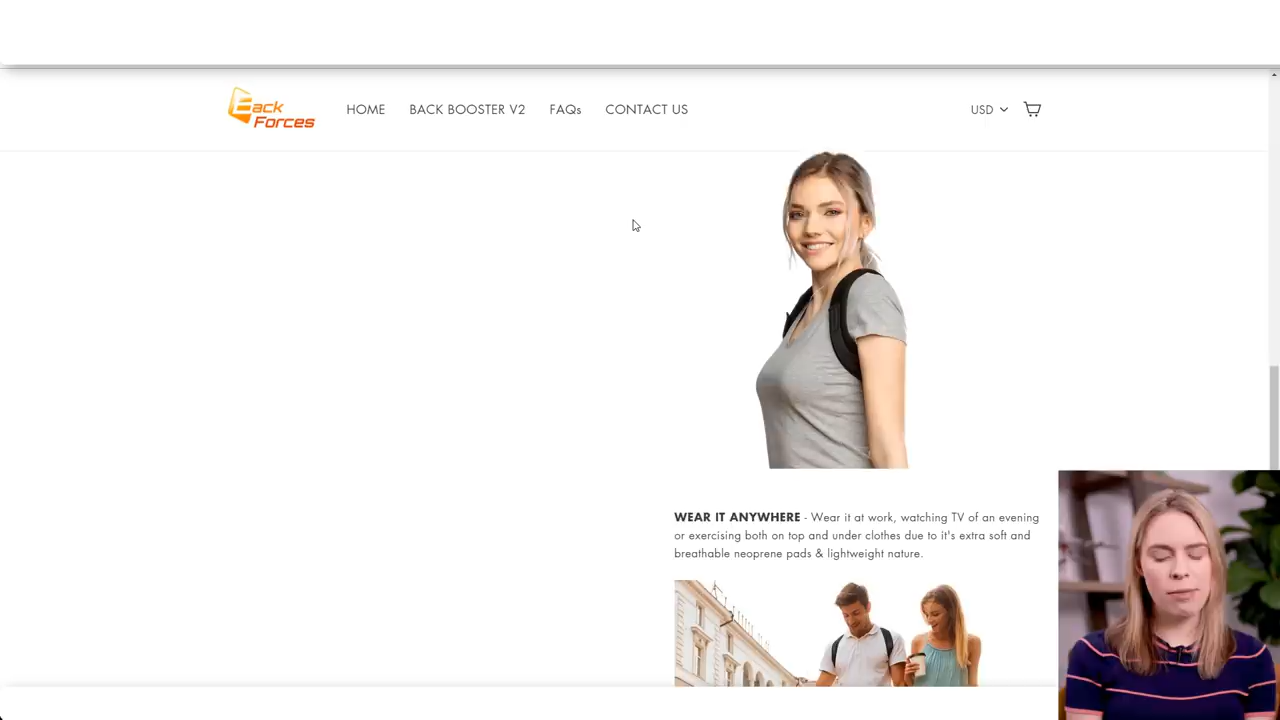 Back
Forces
HOME
BACK BOOSTER V2
FAQs
CONTACT US
USD
WEAR IT ANYWHERE - Wear it at work, watching TV of an evening
or exercising both on top and under clothes due to it's extra soft and
breathable neoprene pads & lightweight nature.